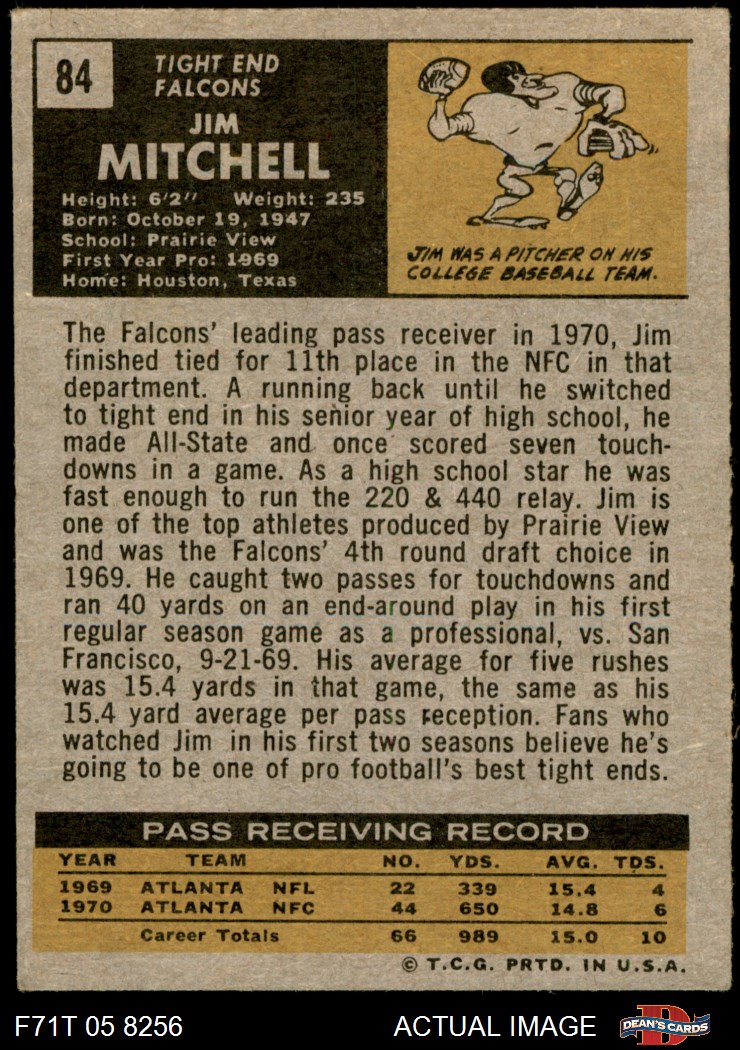 84
TIGHT END
FALCONS
JIM
MITCHELL
Height: 6'2" Weight: 235
Born: October 19, 1947
School: Prairie View
First Year Pro: 1969
Home: Houston, Texas
JIM WAS A PITCHER ON HIS
COLLEGE BASEBALL TEAM.
The Falcons' leading pass receiver in 1970, Jim
finished tied for 11th place in the NFC in that
department. A running back until he switched
to tight end in his senior year of high school, he
made All-State and once scored seven touch-
downs in a game. As a high school star he was
fast enough to run the 220 & 440 relay. Jim is
one of the top athletes produced by Prairie View
and was the Falcons' 4th round draft choice in
1969. He caught two passes for touchdowns and
ran 40 yards on an end-around play in his first
regular season game as a professional, vs. San
Francisco, 9-21-69. His average for five rushes
was 15.4 yards in that game, the same as his
15.4 yard average per pass reception. Fans who
watched Jim in his first two seasons believe he's
going to be one of pro football's best tight ends.
PASS RECEIVING RECORD
YEAR TEAM NO. YDS. AVG. TDS.
1969 ATLANTA NFL 22 339 15.4 4
1970 ATLANTA NFC 44 650 14.8 6
Career Totals 66 989 15.0 10
© T.C.G. PRTD. IN U.S.A.
F71T 05 8256 ACTUAL IMAGE D DEAN'S CARDS